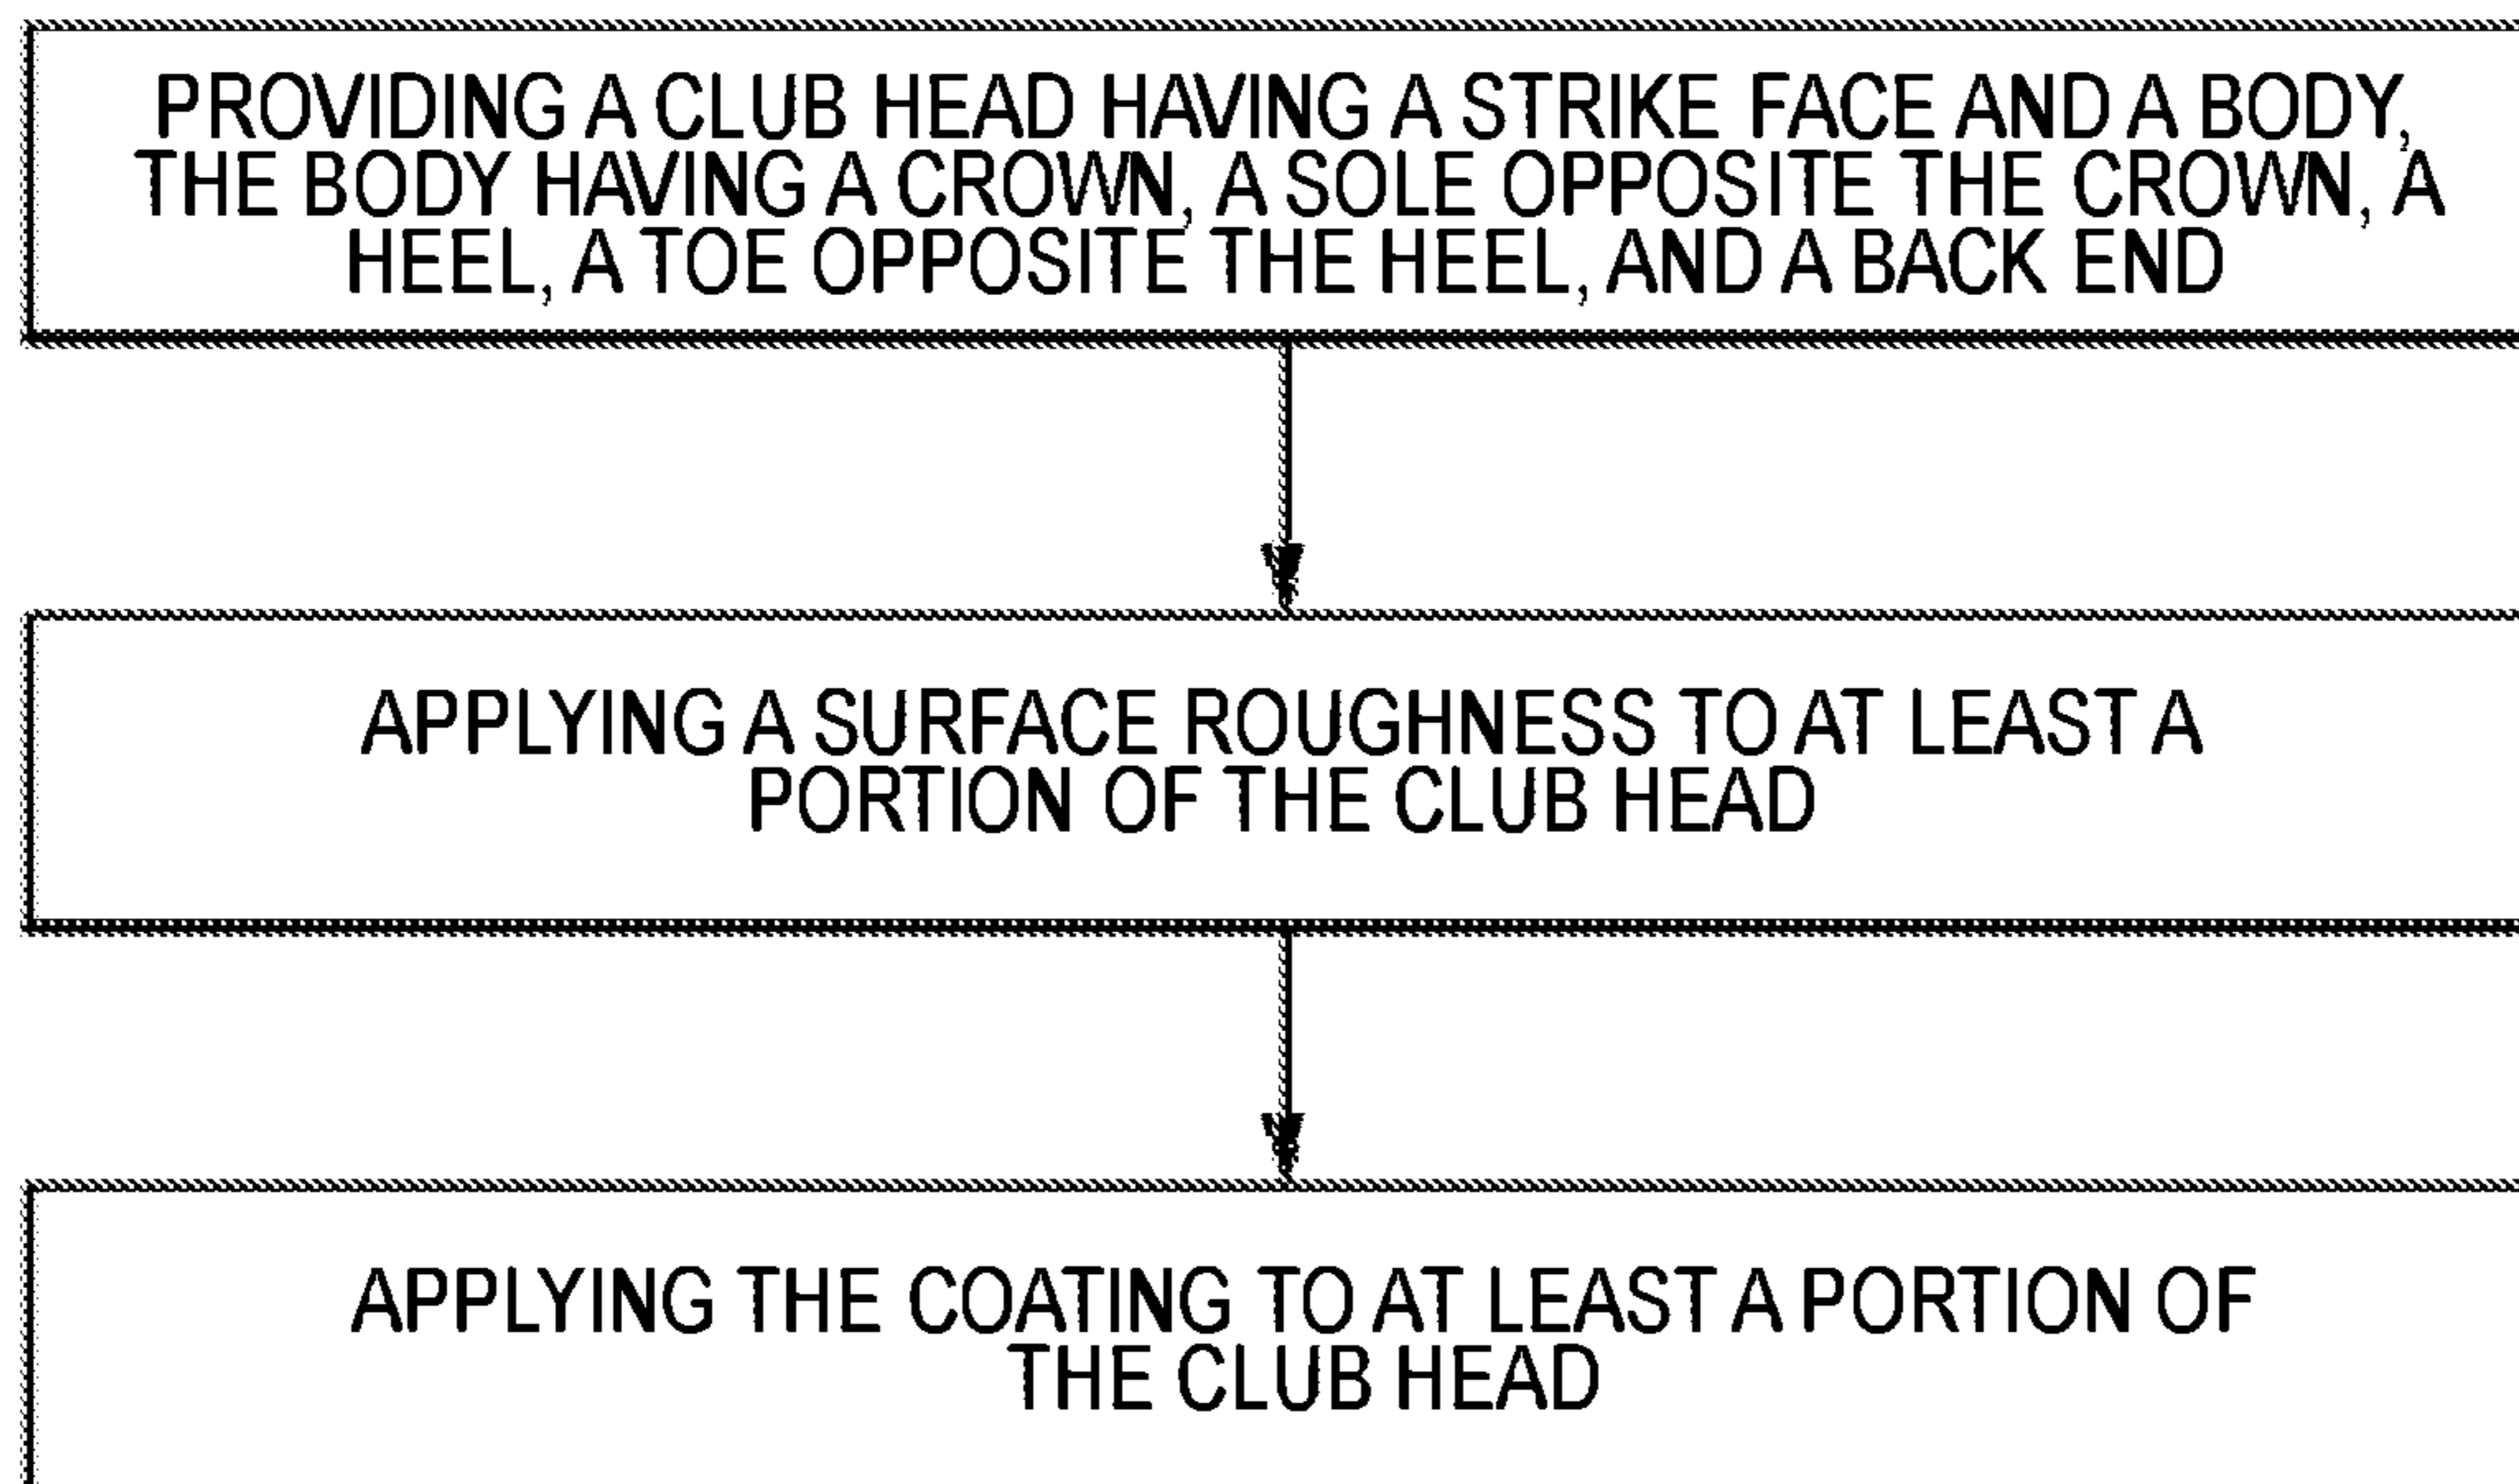 PROVIDING A CLUB HEAD HAVING A STRIKE FACE AND A BODY,
THE BODY HAVING A CROWN, A SOLE OPPOSITE THE CROWN, A
HEEL, A TOE OPPOSITE THE HEEL, AND A BACK END
APPLYING A SURFACE ROUGHNESS TO AT LEAST A
PORTION OF THE CLUB HEAD
APPLYING THE COATING TO AT LEAST A PORTION OF
THE CLUB HEAD